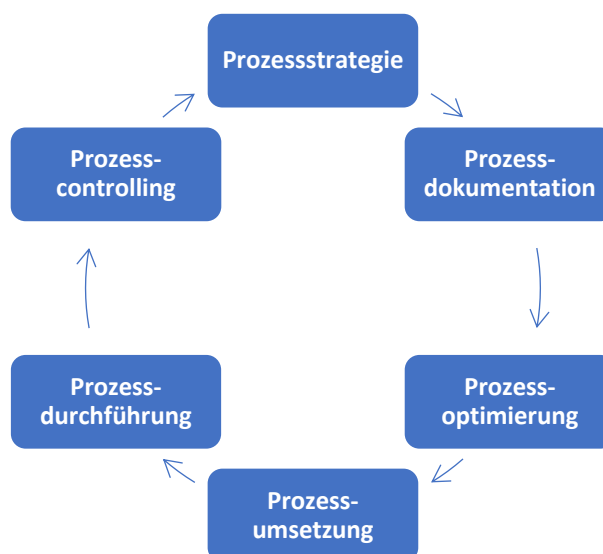 Prozessstrategie
Prozess-
dokumentation
Prozess-
optimierung
Prozess-
umsetzung
Prozess-
durchführung
Prozess-
controlling